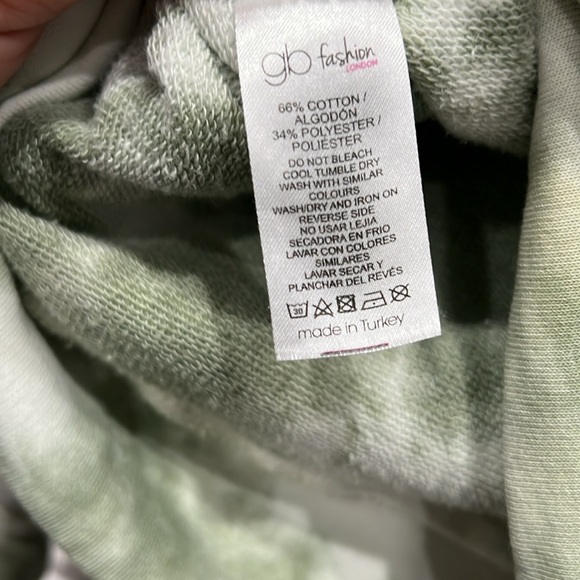 gb fashion
LONDON
66% COTTON /
ALGODÓN
34% POLYESTER /
POLIÉSTER
DO NOT BLEACH
COOL TUMBLE DRY
WASH WITH SIMILAR
COLOURS
WASH/DRY AND IRON ON
REVERSE SIDE
NO USAR LEJIA
SECADORA EN FRIO
LAVAR CON COLORES
SIMILARES
LAVAR SECAR Y
PLANCHAR DEL REVÉS
30
made in Turkey